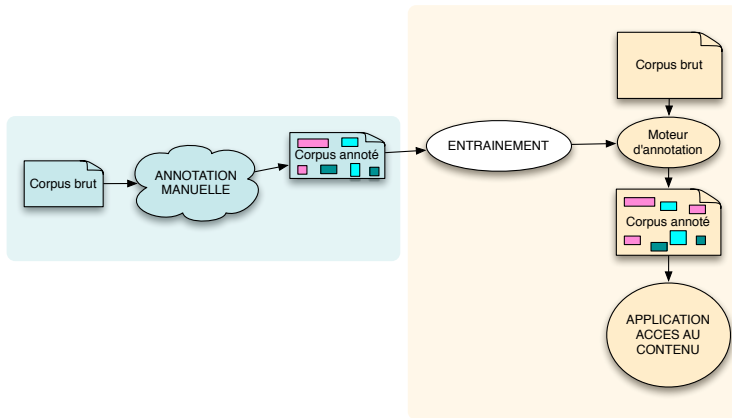 Corpus brut
ANNOTATION
MANUELLE
Corpus annoté
ENTRAINEMENT
Corpus brut
Moteur
d'annotation
Corpus annoté
APPLICATION
ACCES AU
CONTENU